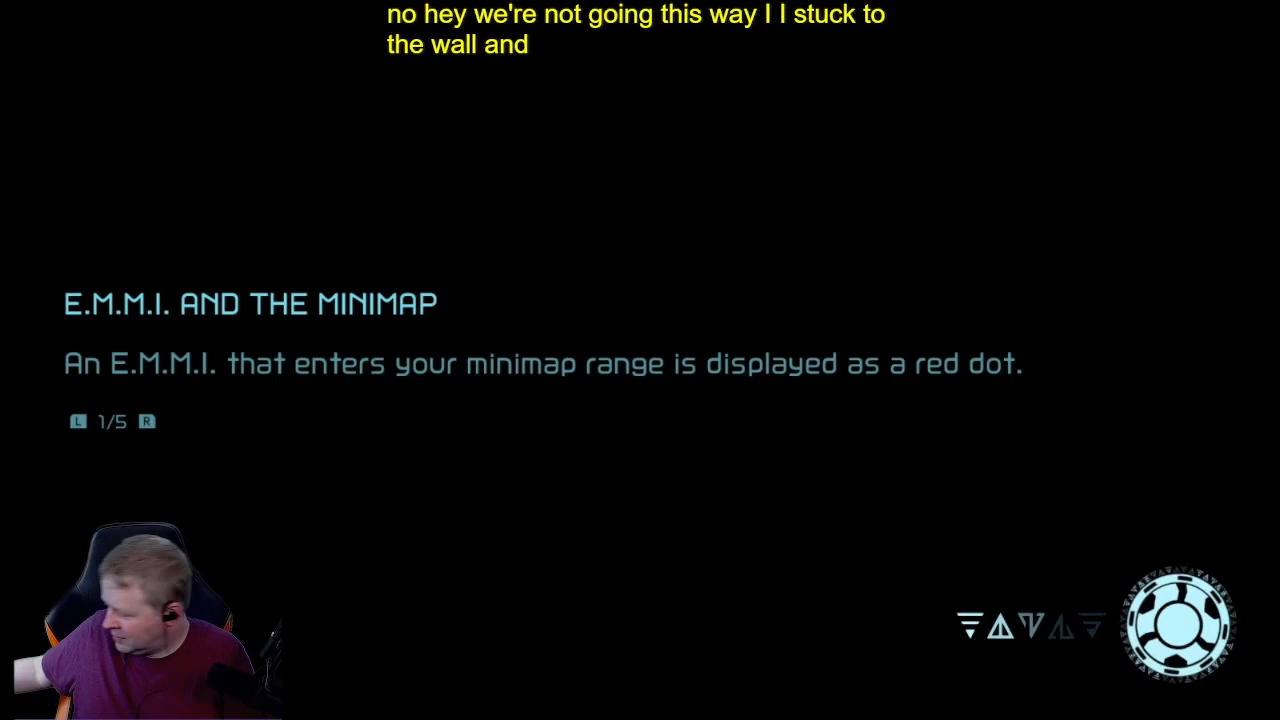 no hey we're not going this way I I stuck to
the wall and
E.M.M.I. AND THE MINIMAP
An E.M.M.I. that enters your minimap range is displayed as a red dot.
L 1/5 R